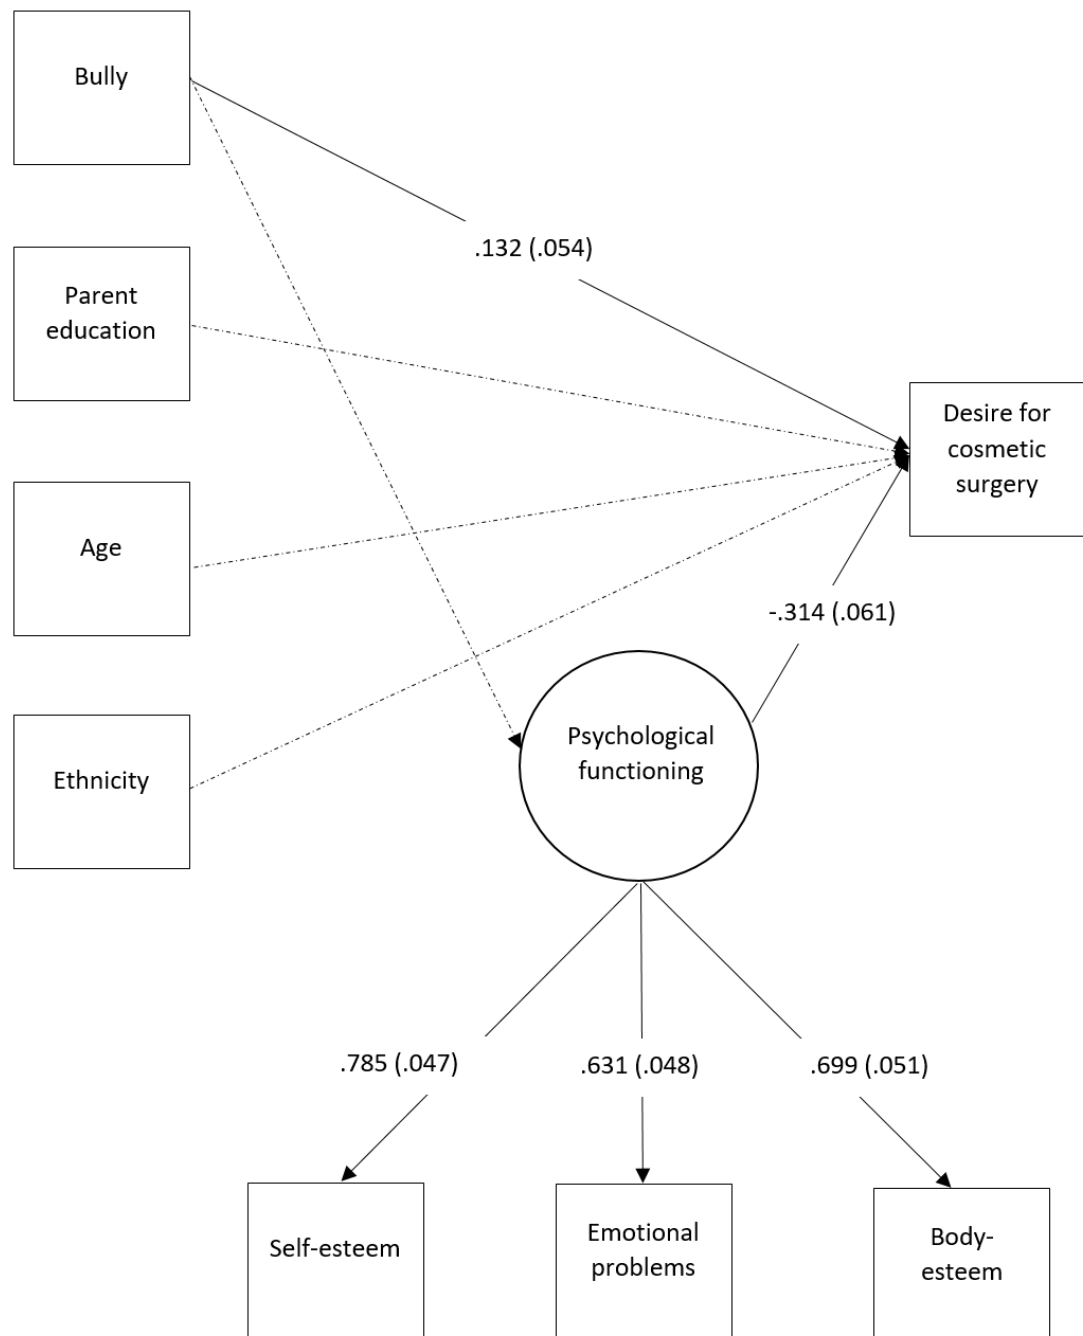 Bully
.132 (.054)
Parent
education
Desire for
cosmetic
surgery
Age
-.314 (.061)
Psychological
functioning
Ethnicity
.785 (.047)
.631 (.048)
.699 (.051)
Self-esteem
Emotional
problems
Body-
esteem